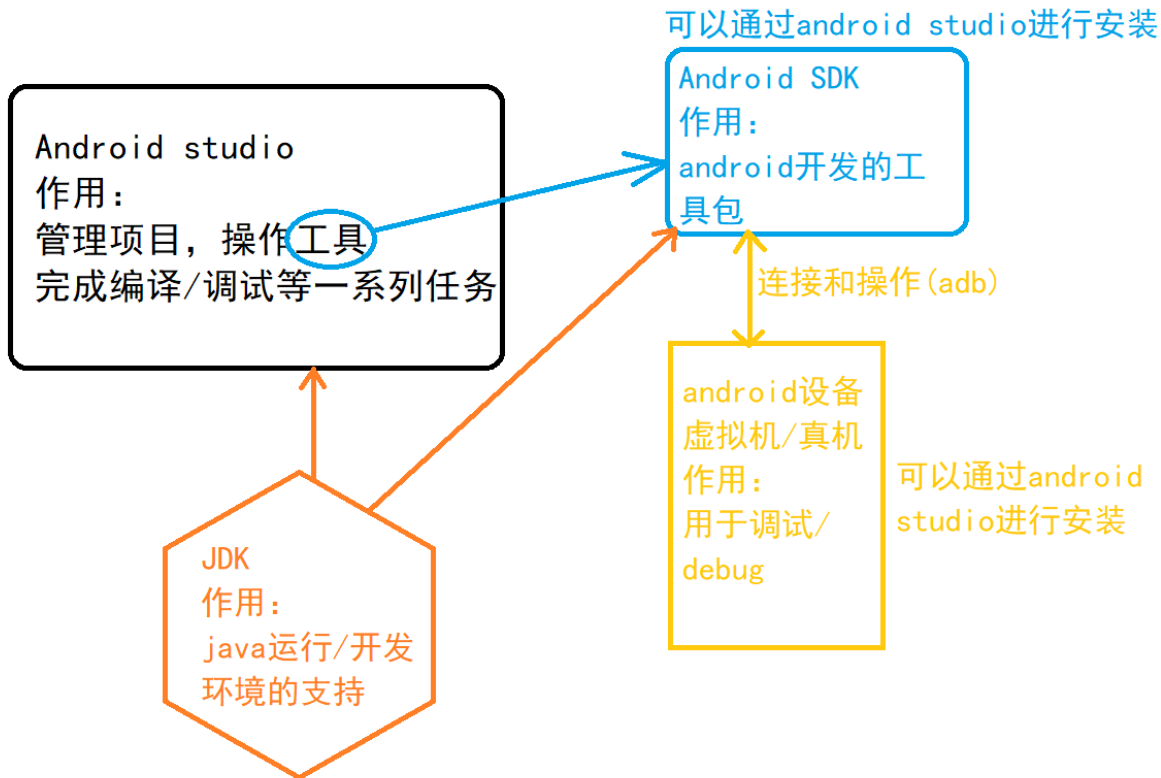 可以通过android studio进行安装
Android SDK
作用：
android开发的工
具包
Android studio
作用：
管理项目，操作工具
完成编译/调试等一系列任务
连接和操作(adb)
android设备
虚拟机/真机
作用：
用于调试/
debug
可以通过android
studio进行安装
JDK
作用：
java运行/开发
环境的支持